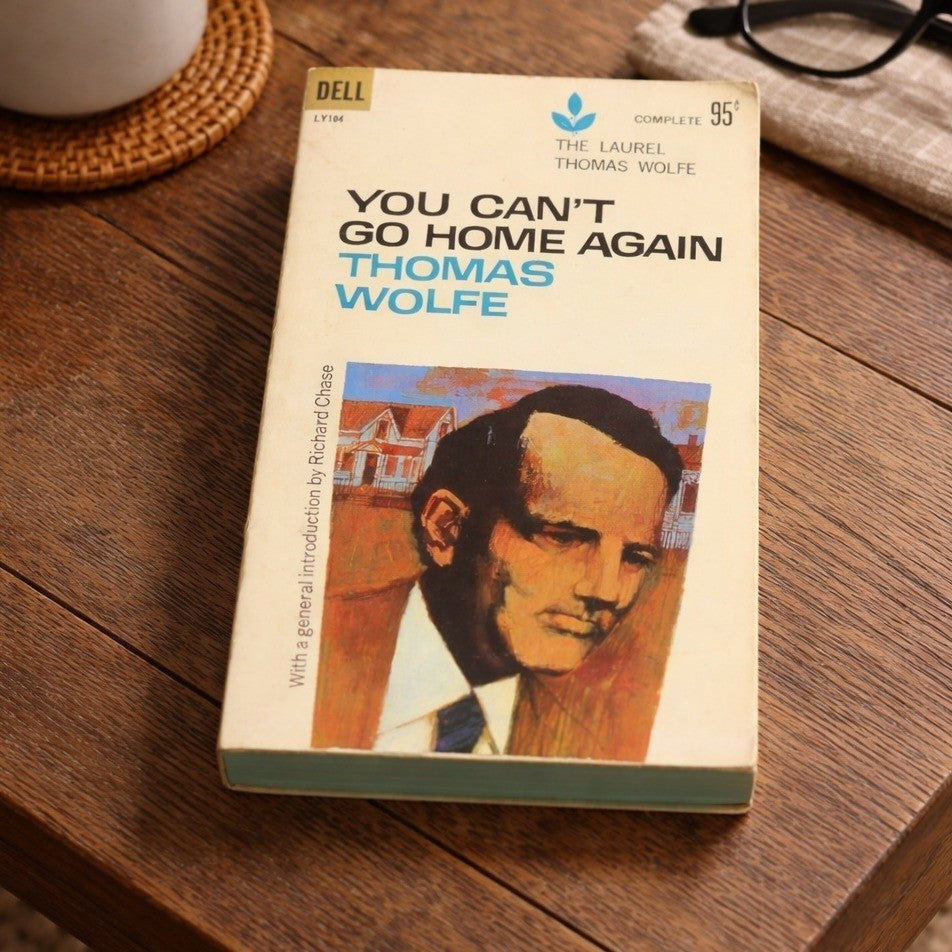 DELL
LY104
COMPLETE 95¢
THE LAUREL
THOMAS WOLFE
YOU CAN'T
GO HOME AGAIN
THOMAS
WOLFE
With a general introduction by Richard Chase